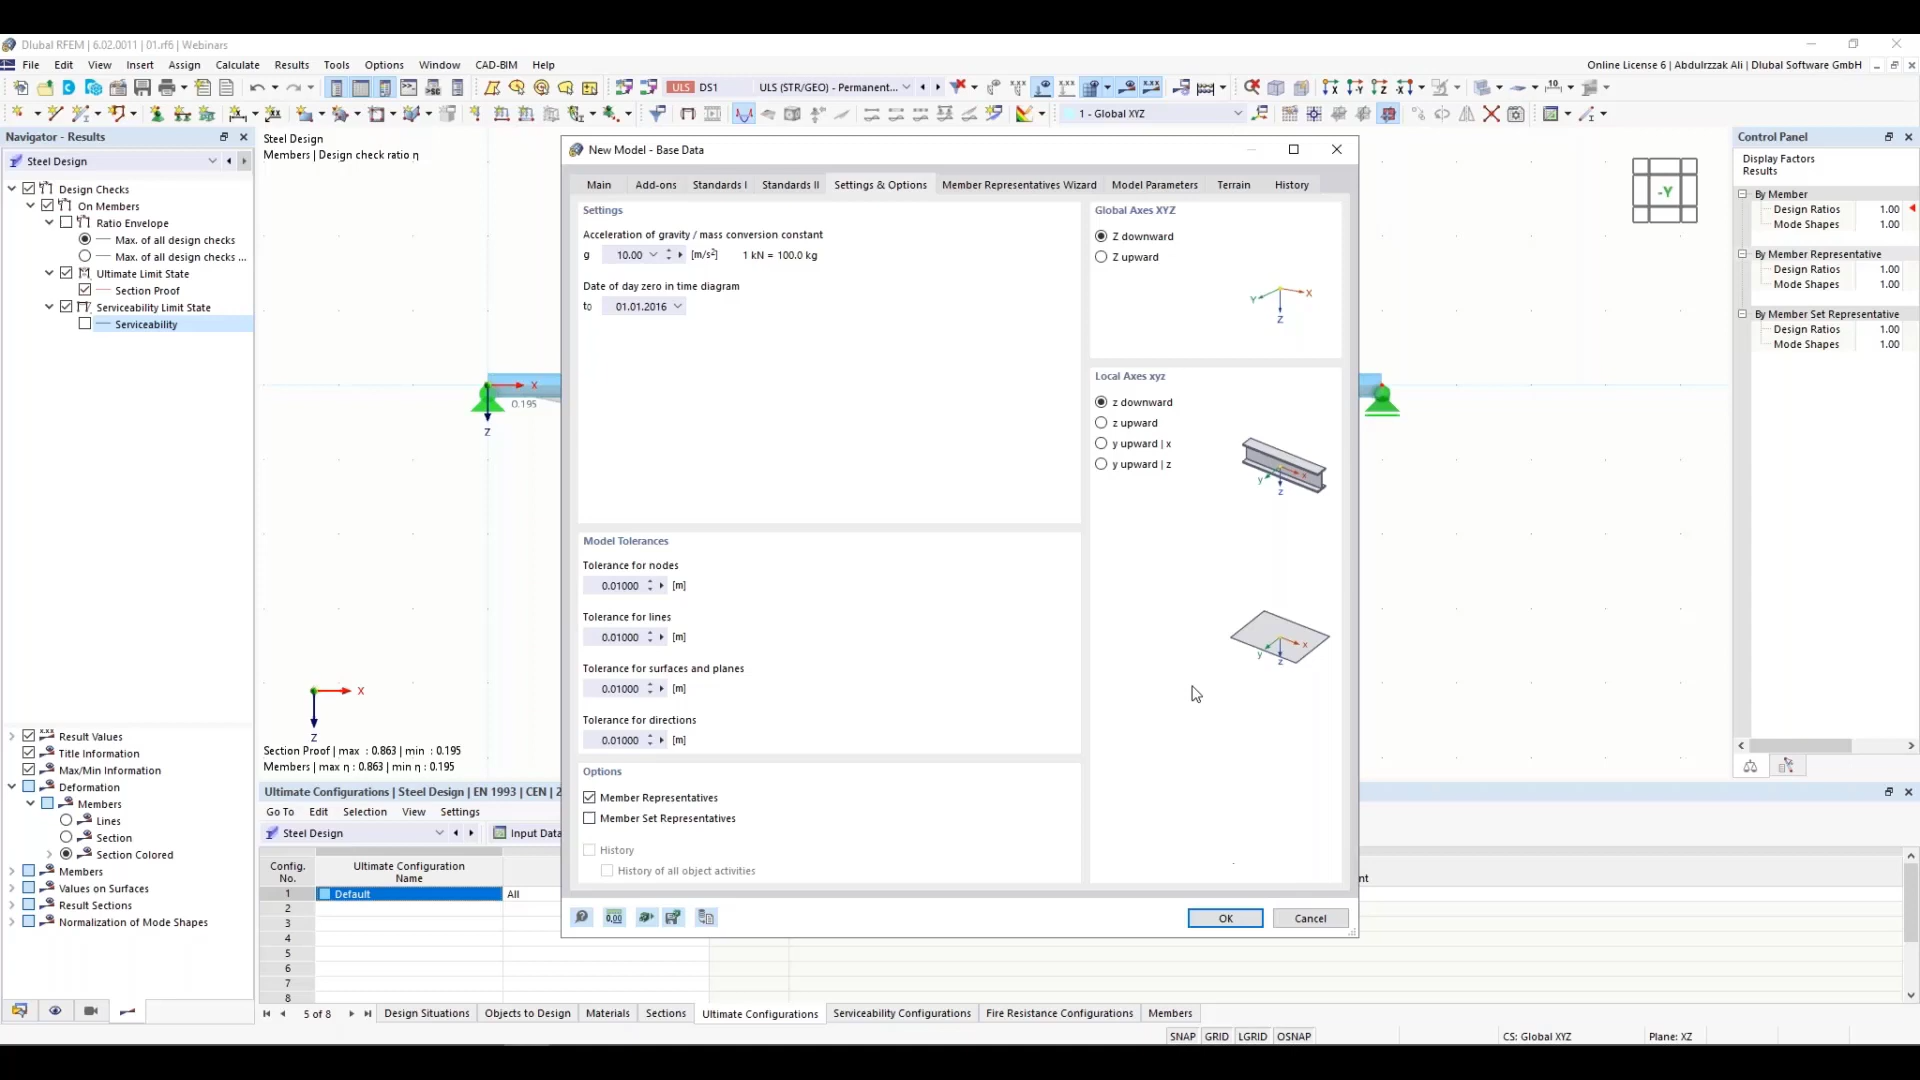 Dlubal RFEM | 6.02.0011 | 01.rf6 | Webinars
File Edit View Insert Assign Calculate Results Tools Options Window CAD-BIM Help
Online License 6 | Abdulrzzak Ali | Dlubal Software GmbH
ULS DS1 ULS (STR/GEO) - Permanent...
1 - Global XYZ
Navigator - Results
Steel Design
Design Checks
On Members
Ratio Envelope
Max. of all design checks
Max. of all design checks ...
Ultimate Limit State
Section Proof
Serviceability Limit State
Serviceability
Result Values
Title Information
Max/Min Information
Deformation
Members
Lines
Section
Section Colored
Members
Values on Surfaces
Result Sections
Normalization of Mode Shapes
Steel Design
Members | Design check ratio η
X
0.195
Z
X
Z
Section Proof | max : 0.863 | min : 0.195
Members | max η : 0.863 | min η : 0.195
-Y
New Model - Base Data
Main Add-ons Standards I Standards II Settings & Options Member Representatives Wizard Model Parameters Terrain History
Settings
Acceleration of gravity / mass conversion constant
g 10.00 [m/s²] 1 kN = 100.0 kg
Date of day zero in time diagram
t0 01.01.2016
Model Tolerances
Tolerance for nodes
0.01000 [m]
Tolerance for lines
0.01000 [m]
Tolerance for surfaces and planes
0.01000 [m]
Tolerance for directions
0.01000 [m]
Options
Member Representatives
Member Set Representatives
History
History of all object activities
Global Axes XYZ
Z downward
Z upward
Y X
Z
Local Axes xyz
z downward
z upward
y upward | x
y upward | z
y x
z
y x
z
OK Cancel
Control Panel
Display Factors
Results
By Member
Design Ratios 1.00
Mode Shapes 1.00
By Member Representative
Design Ratios 1.00
Mode Shapes 1.00
By Member Set Representative
Design Ratios 1.00
Mode Shapes 1.00
Ultimate Configurations | Steel Design | EN 1993 | CEN | 2
Go To Edit Selection View Settings
Steel Design Input Data
Config.
No.
Ultimate Configuration
Name
nt
1 Default All
2
3
4
5
6
7
8
5 of 8 Design Situations Objects to Design Materials Sections Ultimate Configurations Serviceability Configurations Fire Resistance Configurations Members
SNAP GRID LGRID OSNAP CS: Global XYZ Plane: XZ